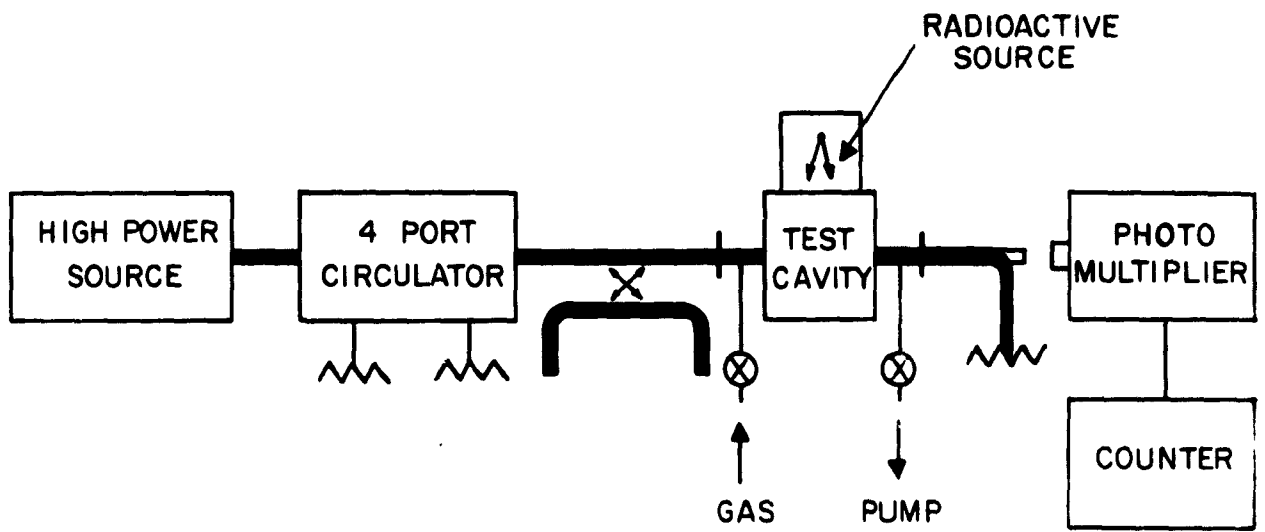 RADIOACTIVE
SOURCE
HIGH POWER
SOURCE
4 PORT
CIRCULATOR
TEST
CAVITY
PHOTO
MULTIPLIER
COUNTER
GAS
PUMP